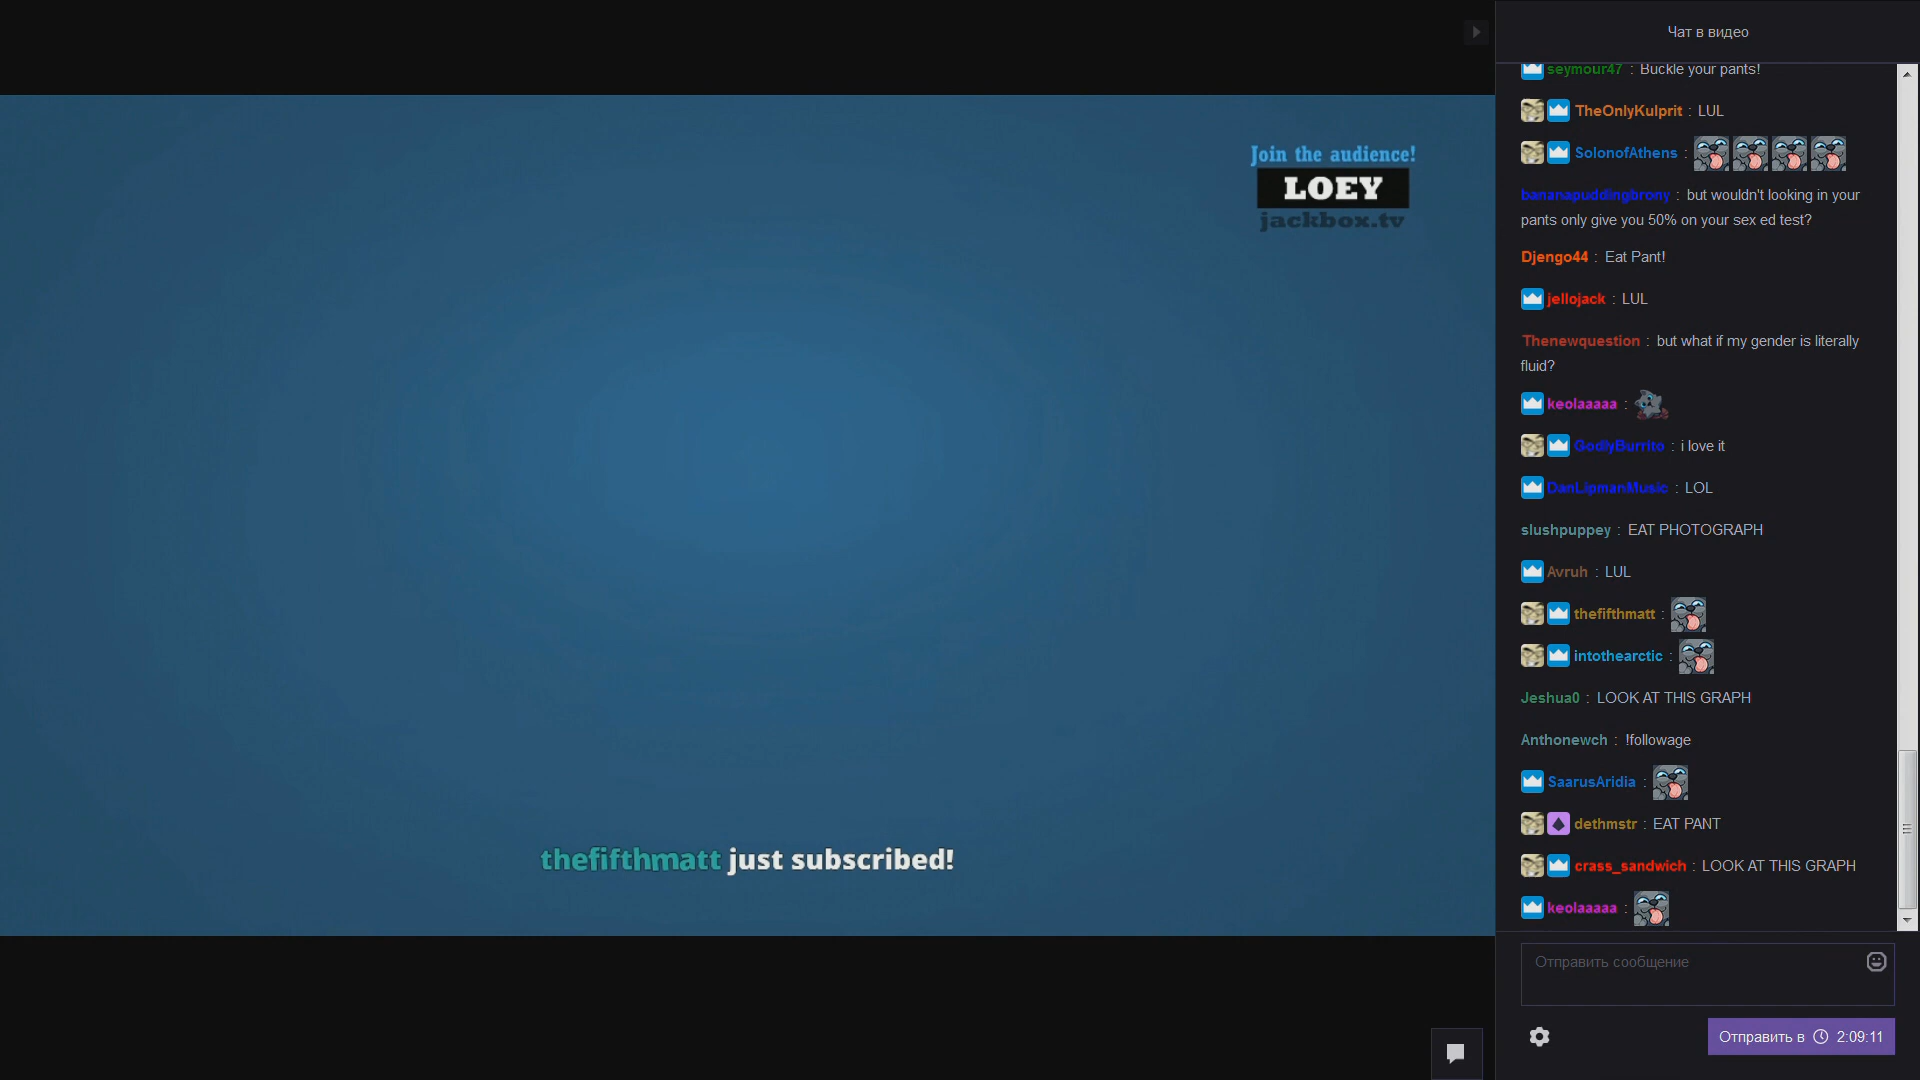 Join the audience!
LOEY
jackbox.tv
thefifthmatt just subscribed!
Чат в видео
seymour47 : Buckle your pants!
TheOnlyKulprit : LUL
SolonofAthens :
bananapuddingbrony : but wouldn't looking in your
pants only give you 50% on your sex ed test?
Djengo44 : Eat Pant!
jellojack : LUL
Thenewquestion : but what if my gender is literally
fluid?
keolaaaaa :
GodlyBurrito : i love it
DanLipmanMusic : LOL
slushpuppey : EAT PHOTOGRAPH
Avruh : LUL
thefifthmatt :
intothearctic :
Jeshua0 : LOOK AT THIS GRAPH
Anthonewch : !followage
SaarusAridia :
dethmstr : EAT PANT
crass_sandwich : LOOK AT THIS GRAPH
keolaaaaa :
Отправить сообщение
Отправить в 2:09:11